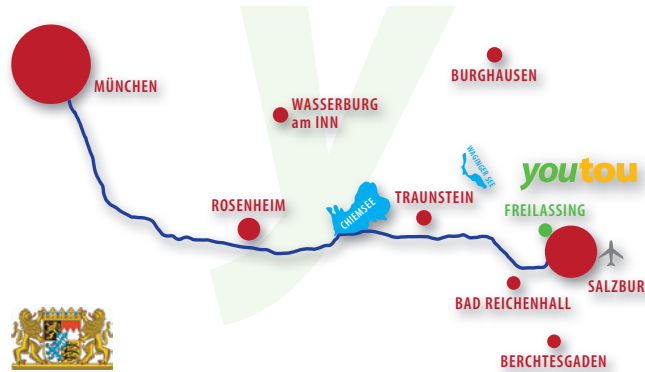 MÜNCHEN
BURGHAUSEN
WASSERBURG
am INN
WAGINGER SEE
youtou
ROSENHEIM
CHIEMSEE
TRAUNSTEIN
FREILASSING
SALZBUR
BAD REICHENHALL
BERCHTESGADEN